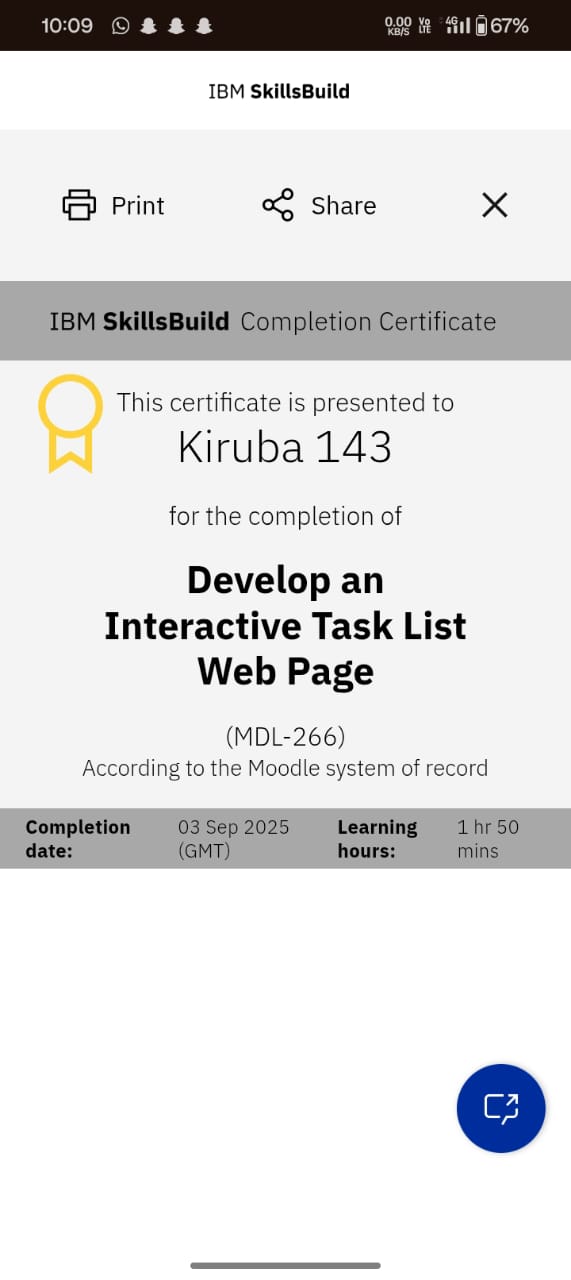 10:09 0.00 KB/S Vo LTE 4G 67%
IBM SkillsBuild
Print Share
IBM SkillsBuild Completion Certificate
This certificate is presented to
Kiruba 143
for the completion of
Develop an
Interactive Task List
Web Page
(MDL-266)
According to the Moodle system of record
Completion date: 03 Sep 2025 (GMT) Learning hours: 1 hr 50 mins